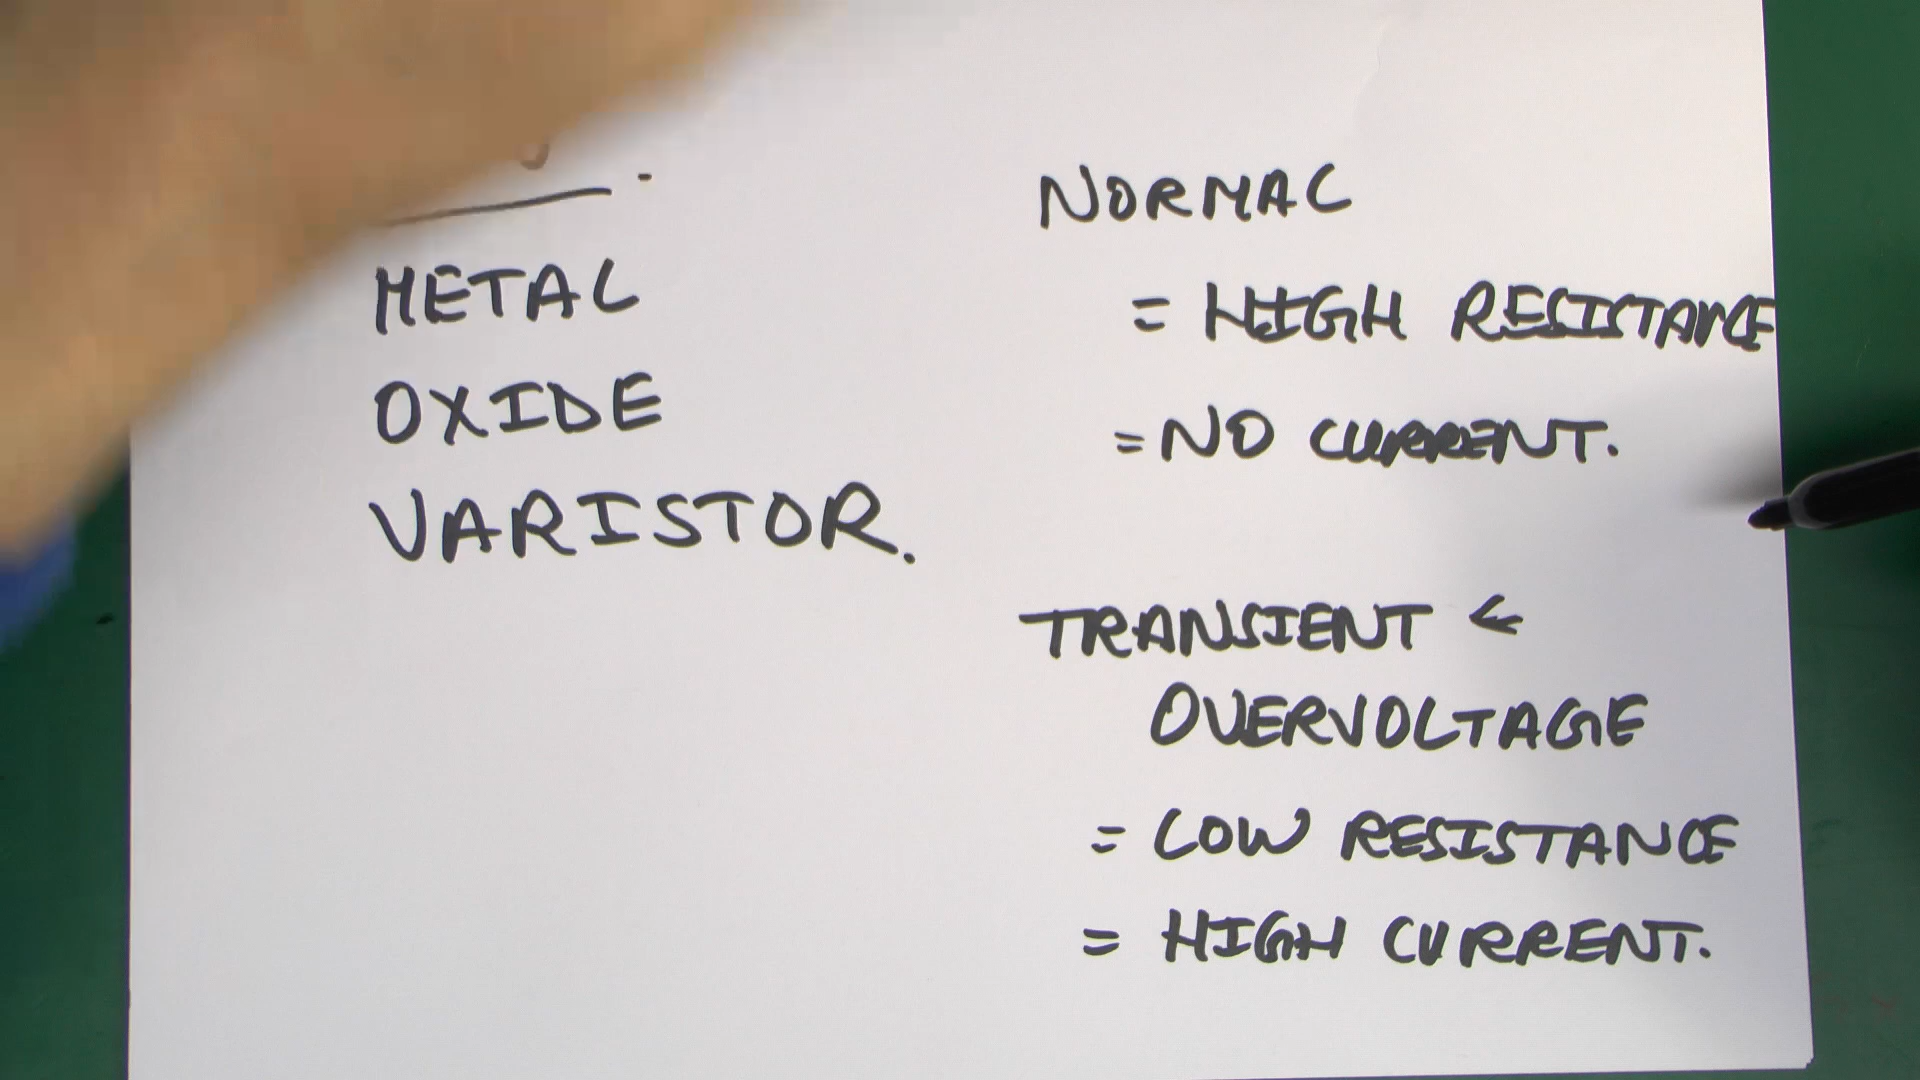 METAL
OXIDE
VARISTOR.
NORMAL
= HIGH RESISTANCE
= NO CURRENT.
TRANSIENT <
OVERVOLTAGE
= LOW RESISTANCE
= HIGH CURRENT.